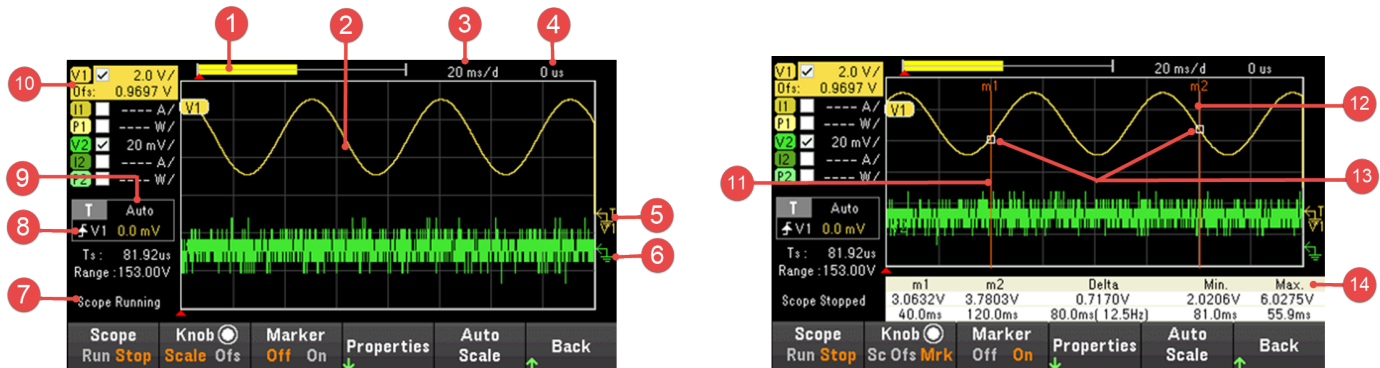 1
2
3
4
V1 2.0 V/ 20 ms/d 0 us
10
Ofs: 0.9697 V
V1
I1 ---- A/
P1 ---- W/
V2 20 mV/
I2 ---- A/
P2 ---- W/
9
T Auto
8
V1 0.0 mV
T
5
1
6
Ts : 81.92us
Range :153.00V
7
Scope Running
Scope Knob Marker Properties Auto Back
Run Stop Scale Ofs Off On Scale
V1 2.0 V/ 20 ms/d 0 us
Ofs: 0.9697 V m1 m2
V1
12
I1 ---- A/
P1 ---- W/
V2 20 mV/
I2 ---- A/
P2 ---- W/
11
13
T Auto
V1 0.0 mV
T
1
Ts : 81.92us
Range :153.00V
14
m1 m2 Delta Min. Max.
Scope Stopped 3.0632V 3.7803V 0.7170V 2.0206V 6.0275V
40.0ms 120.0ms 80.0ms( 12.5Hz) 81.0ms 55.9ms
Scope Knob Marker Properties Auto Back
Run Stop Sc Ofs Mrk Off On Scale